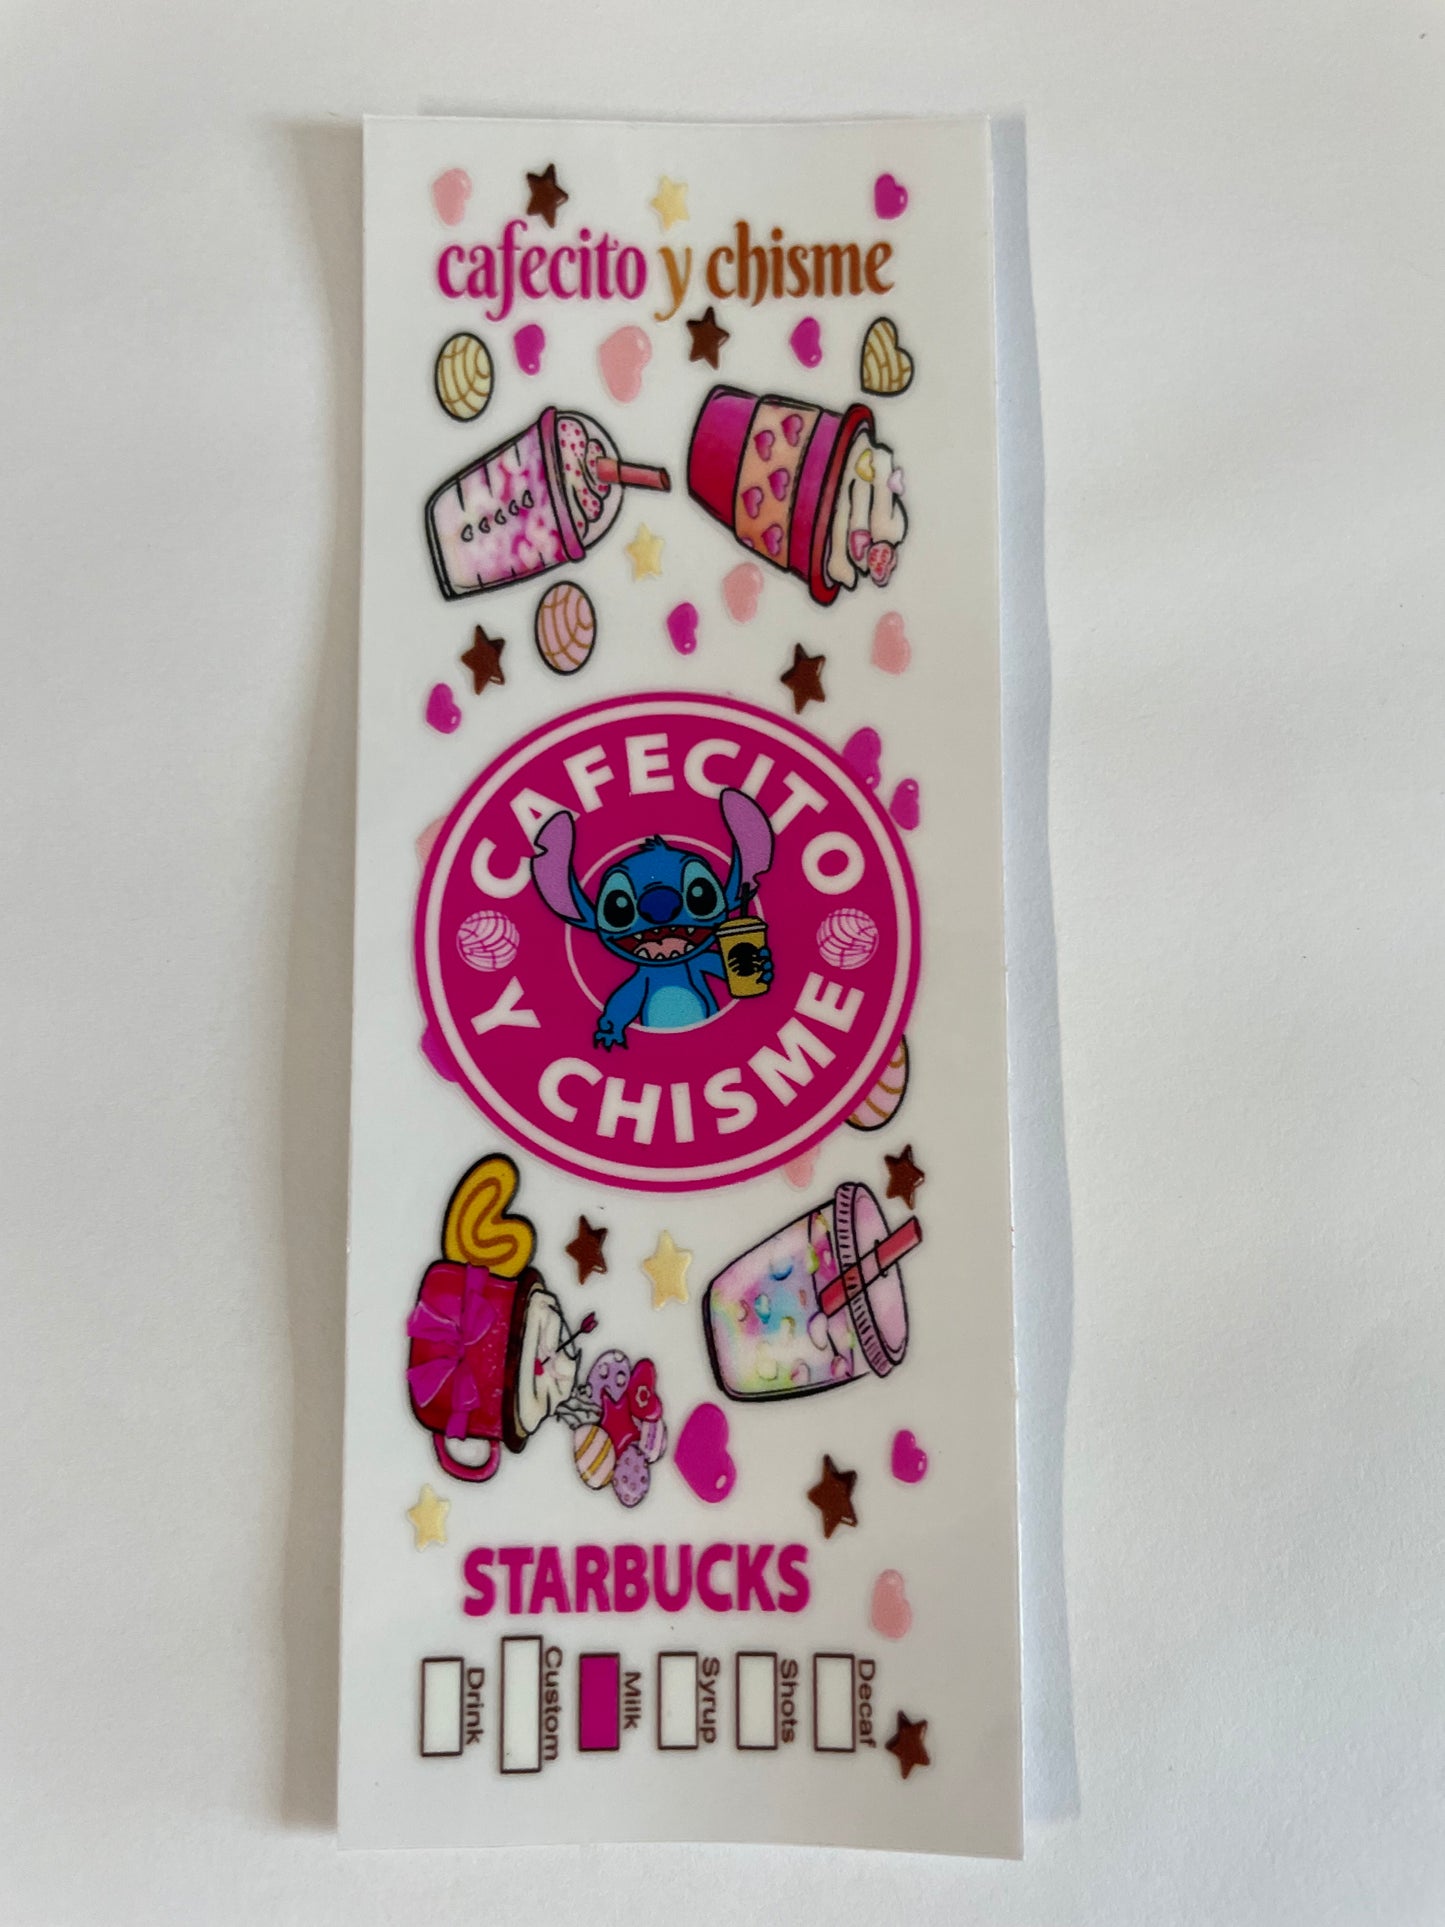 cafecito y chisme
CAFECITO
Y CHISME
STARBUCKS
Drink
Custom
Milk
Syrup
Shots
Decaf